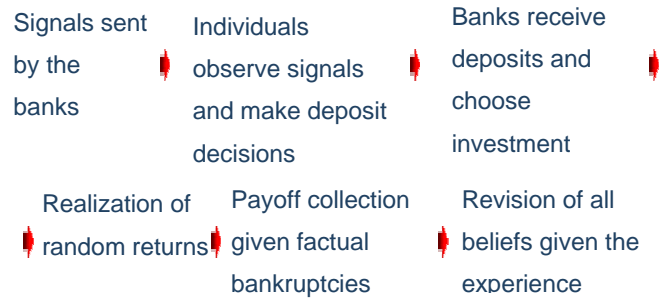 Signals sent
by the
banks
Individuals
observe signals
and make deposit
decisions
Banks receive
deposits and
choose
investment
Realization of
random returns
Payoff collection
given factual
bankruptcies
Revision of all
beliefs given the
experience